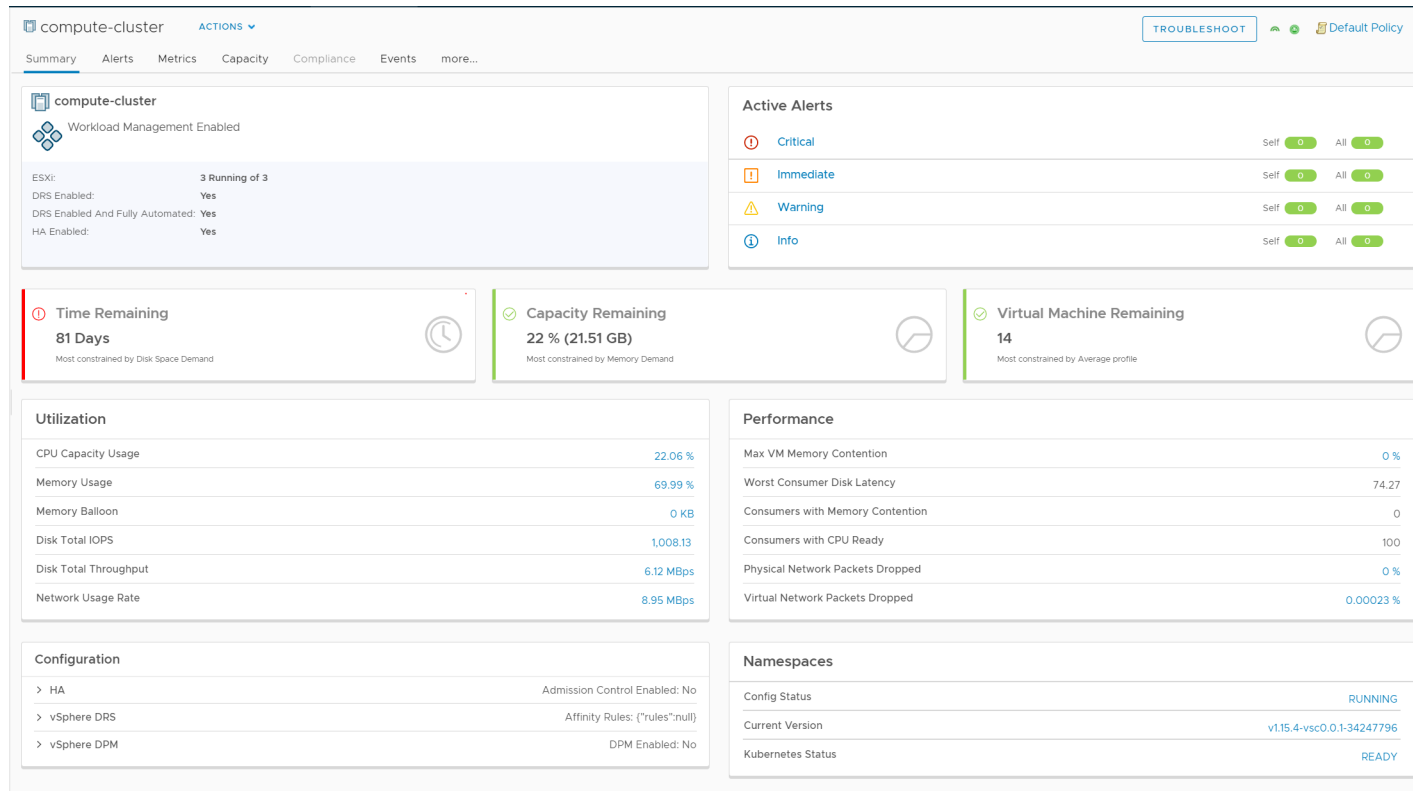 compute-cluster ACTIONS
TROUBLESHOOT Default Policy
Summary Alerts Metrics Capacity Compliance Events more...
compute-cluster
Workload Management Enabled
ESXi: 3 Running of 3
DRS Enabled: Yes
DRS Enabled And Fully Automated: Yes
HA Enabled: Yes
Active Alerts
Critical Self 0 All 0
Immediate Self 0 All 0
Warning Self 0 All 0
Info Self 0 All 0
Time Remaining
81 Days
Most constrained by Disk Space Demand
Capacity Remaining
22 % (21.51 GB)
Most constrained by Memory Demand
Virtual Machine Remaining
14
Most constrained by Average profile
Utilization
CPU Capacity Usage 22.06 %
Memory Usage 69.99 %
Memory Balloon 0 KB
Disk Total IOPS 1,008.13
Disk Total Throughput 6.12 MBps
Network Usage Rate 8.95 MBps
Performance
Max VM Memory Contention 0 %
Worst Consumer Disk Latency 74.27
Consumers with Memory Contention 0
Consumers with CPU Ready 100
Physical Network Packets Dropped 0 %
Virtual Network Packets Dropped 0.00023 %
Configuration
HA Admission Control Enabled: No
vSphere DRS Affinity Rules: {"rules":null}
vSphere DPM DPM Enabled: No
Namespaces
Config Status RUNNING
Current Version v1.15.4-vsc0.0.1-34247796
Kubernetes Status READY